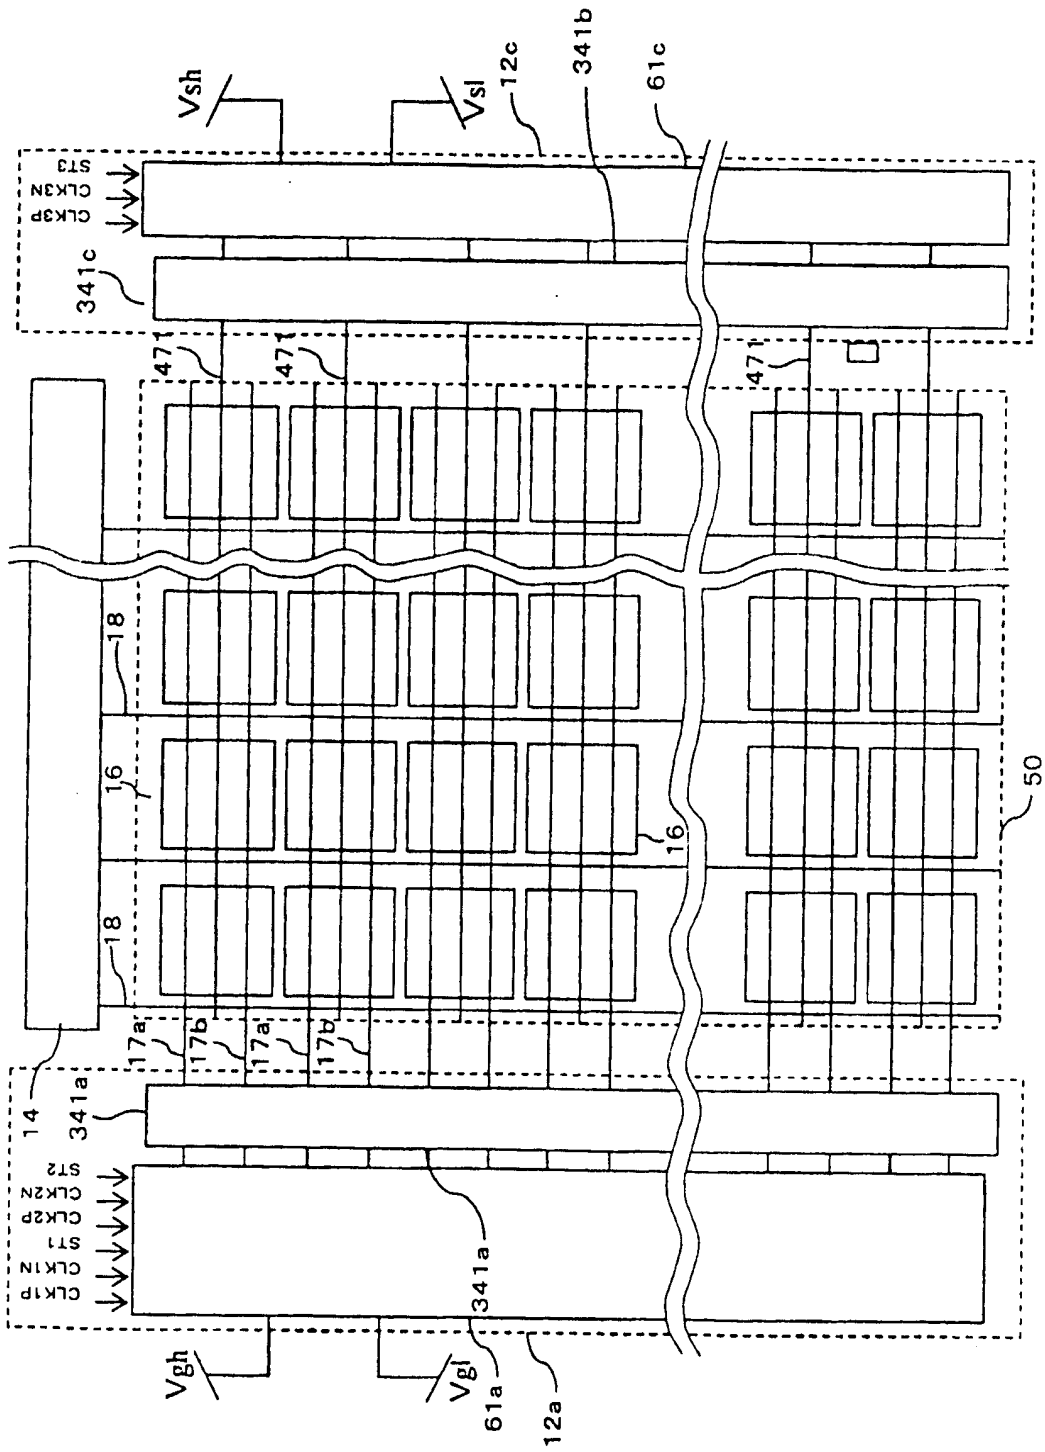 Vsh
Vsl
12c
341b
61c
ST3
CLK3N
CLK3P
341c
471
471
471
18
16
16
18
50
17a
17b
17a
17b
14
341a
ST2
CLK2N
CLK2P
ST1
CLK1N
CLK1P
341a
Vgh
Vgl
61a
12a